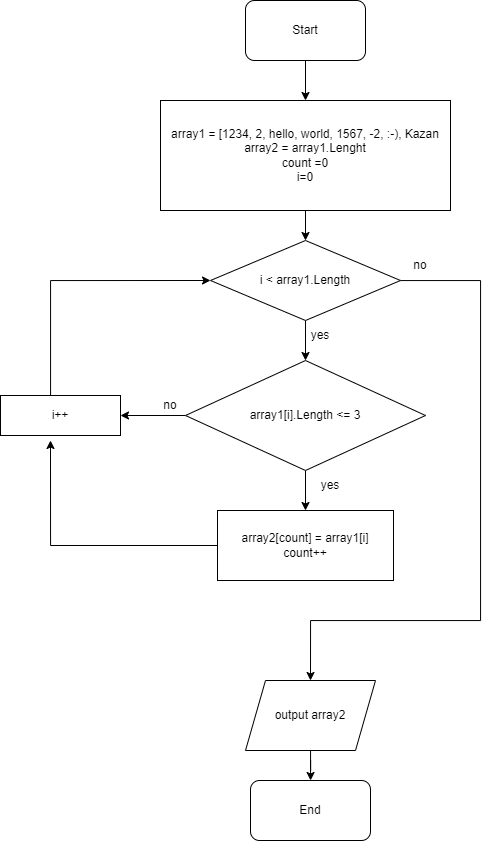 Start
array1 = [1234, 2, hello, world, 1567, -2, :-), Kazan
array2 = array1.Lenght
count =0
i=0
i < array1.Length
no
yes
array1[i].Length <= 3
no
i++
yes
array2[count] = array1[i]
count++
output array2
End